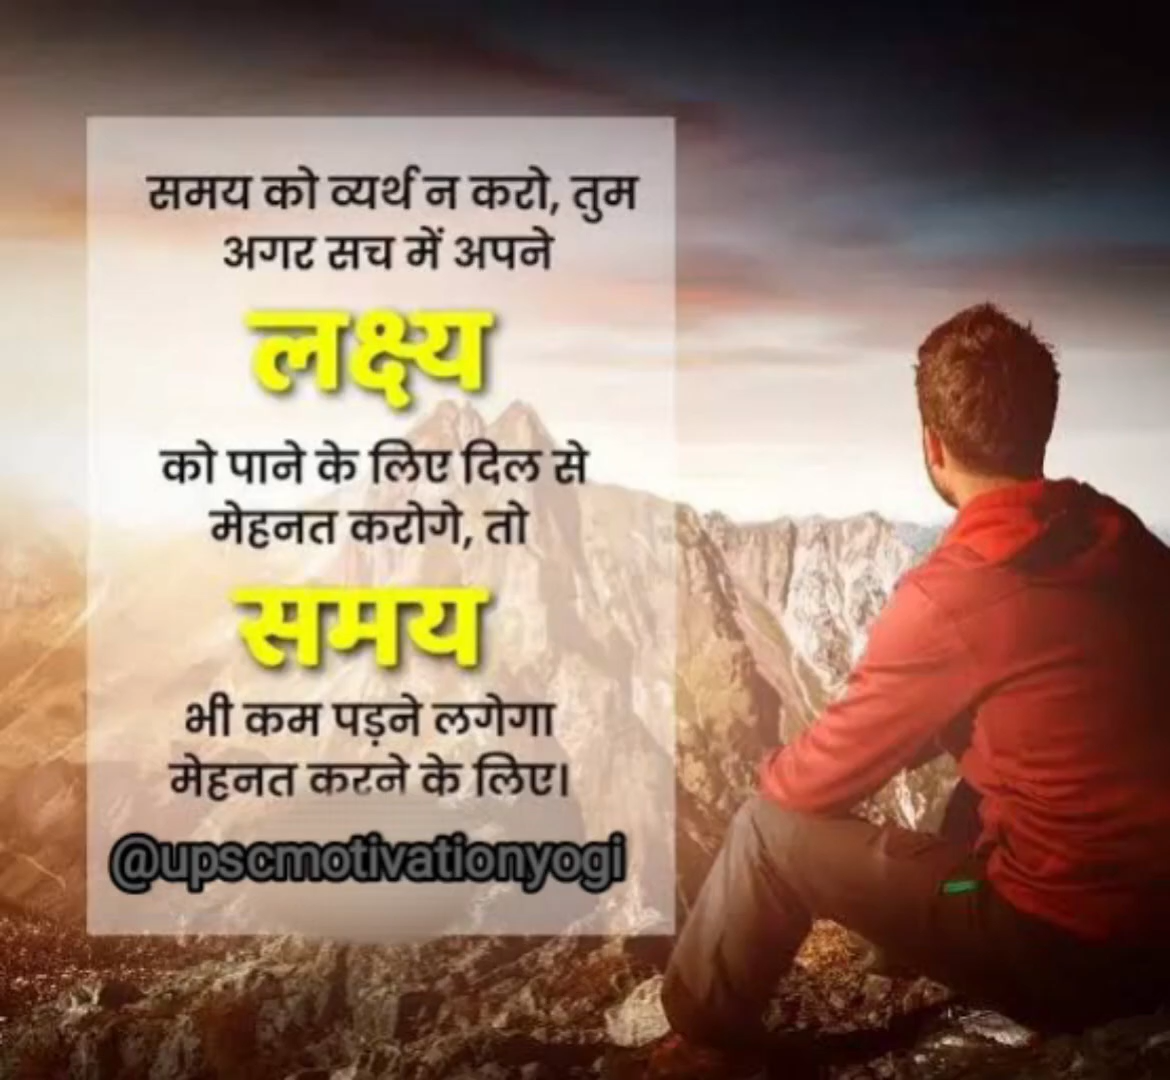 समय को व्यर्थ न करो, तुम
अगर सच में अपने
लक्ष्य
को पाने के लिए दिल से
मेहनत करोगे, तो
समय
भी कम पड़ने लगेगा
मेहनत करने के लिए।
@upscmotivationyogi